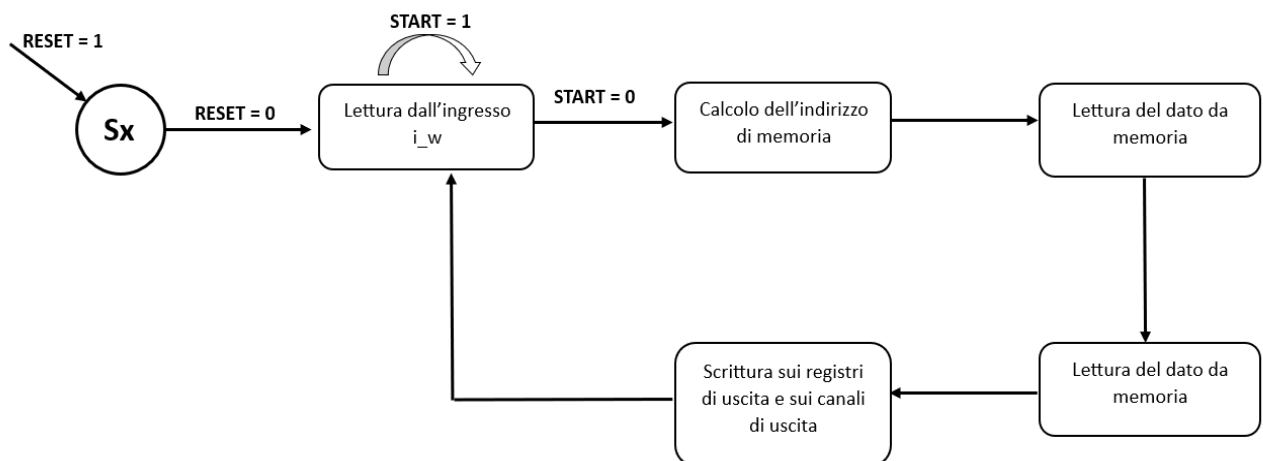 START = 1
RESET = 1
Sx
RESET = 0
Lettura dall'ingresso
i_w
START = 0
Calcolo dell'indirizzo
di memoria
Lettura del dato da
memoria
Lettura del dato da
memoria
Scrittura sui registri
di uscita e sui canali
di uscita